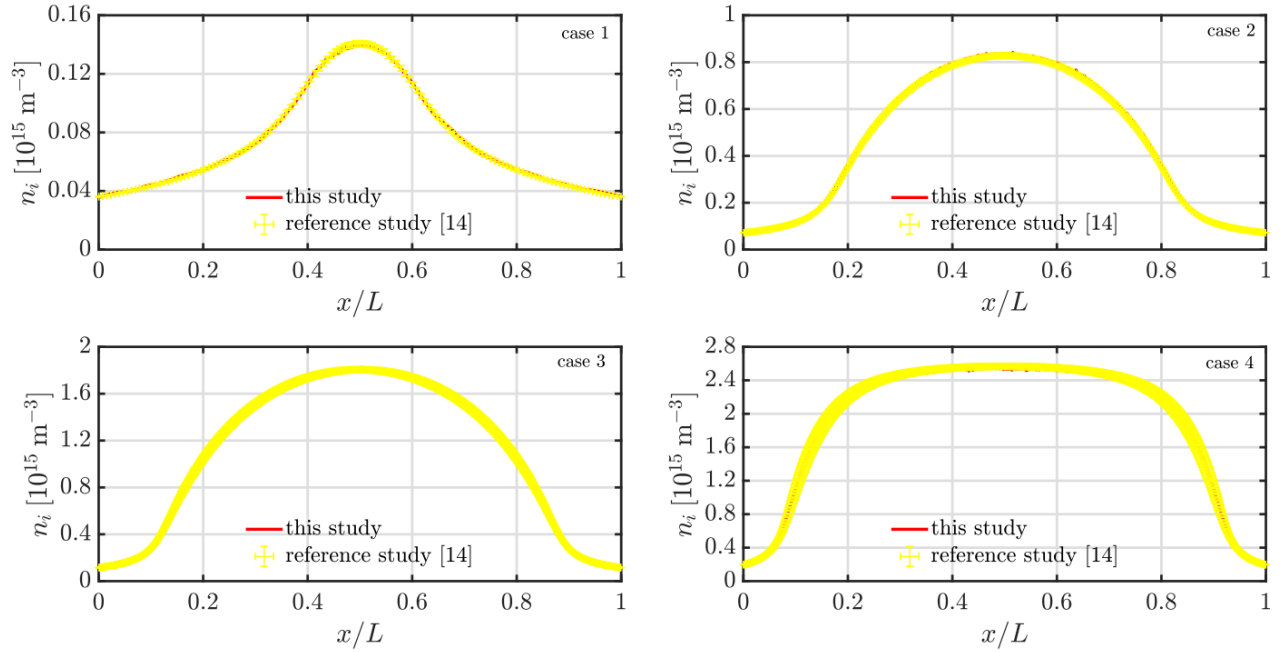 case 1
n_i [10^15 m^−3]
0.16
0.12
0.08
0.04
0
this study
reference study [14]
0 0.2 0.4 0.6 0.8 1
x/L
case 2
n_i [10^15 m^−3]
1
0.8
0.6
0.4
0.2
0
this study
reference study [14]
0 0.2 0.4 0.6 0.8 1
x/L
case 3
n_i [10^15 m^−3]
2
1.6
1.2
0.8
0.4
0
this study
reference study [14]
0 0.2 0.4 0.6 0.8 1
x/L
case 4
n_i [10^15 m^−3]
2.8
2.4
2
1.6
1.2
0.8
0.4
0
this study
reference study [14]
0 0.2 0.4 0.6 0.8 1
x/L